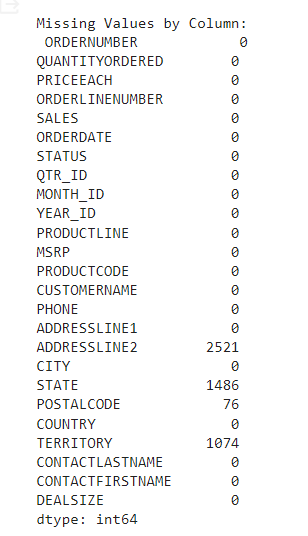 Missing Values by Column:
ORDERNUMBER 0
QUANTITYORDERED 0
PRICEEACH 0
ORDERLINENUMBER 0
SALES 0
ORDERDATE 0
STATUS 0
QTR_ID 0
MONTH_ID 0
YEAR_ID 0
PRODUCTLINE 0
MSRP 0
PRODUCTCODE 0
CUSTOMERNAME 0
PHONE 0
ADDRESSLINE1 0
ADDRESSLINE2 2521
CITY 0
STATE 1486
POSTALCODE 76
COUNTRY 0
TERRITORY 1074
CONTACTLASTNAME 0
CONTACTFIRSTNAME 0
DEALSIZE 0
dtype: int64